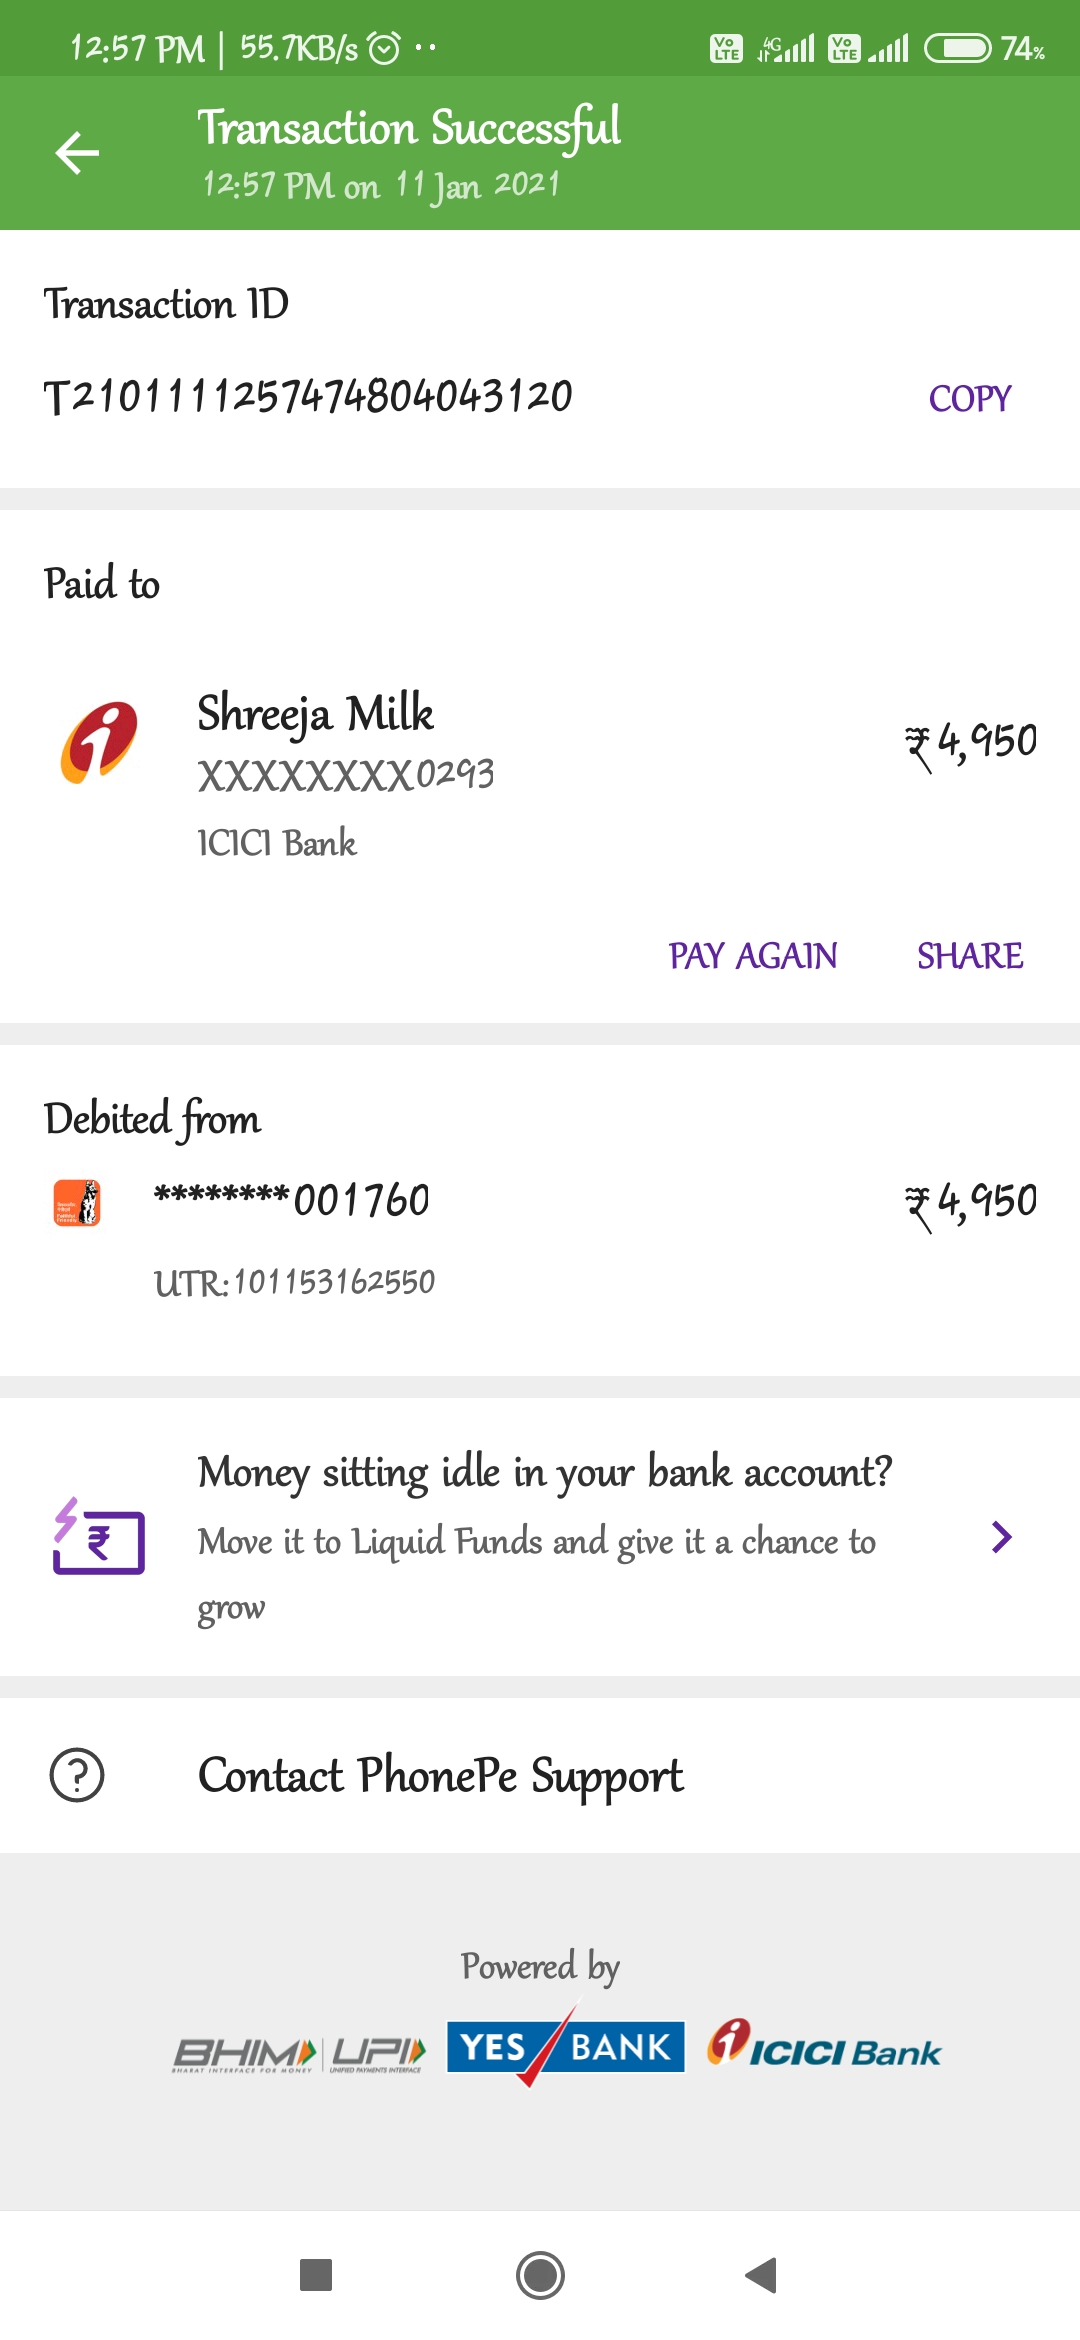 12:57 PM | 55.7KB/s
Vo LTE 4G Vo LTE 74%
Transaction Successful
12:57 PM on 11 Jan 2021
Transaction ID
T2101111257474804043120
COPY
Paid to
Shreeja Milk
₹4,950
XXXXXXXX0293
ICICI Bank
PAY AGAIN SHARE
Debited from
********001760
₹4,950
UTR:101153162550
Money sitting idle in your bank account?
Move it to Liquid Funds and give it a chance to
grow
Contact PhonePe Support
Powered by
BHIM UPI YES BANK ICICI Bank
BHARAT INTERFACE FOR MONEY UNIFIED PAYMENTS INTERFACE